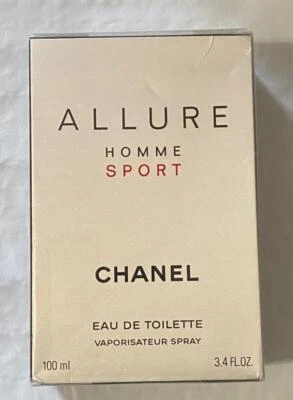 ALLURE
HOMME
SPORT
CHANEL
EAU DE TOILETTE
VAPORISATEUR SPRAY
100 ml 3.4 FL.OZ.